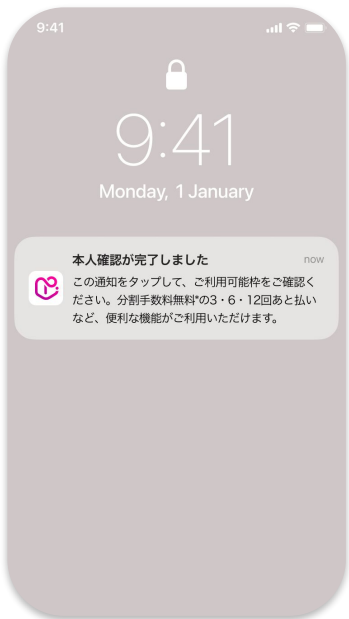 9:41
9:41
Monday, 1 January
本人確認が完了しました
now
この通知をタップして、ご利用可能枠をご確認く
ださい。分割手数料無料*の3・6・12回あと払い
など、便利な機能がご利用いただけます。